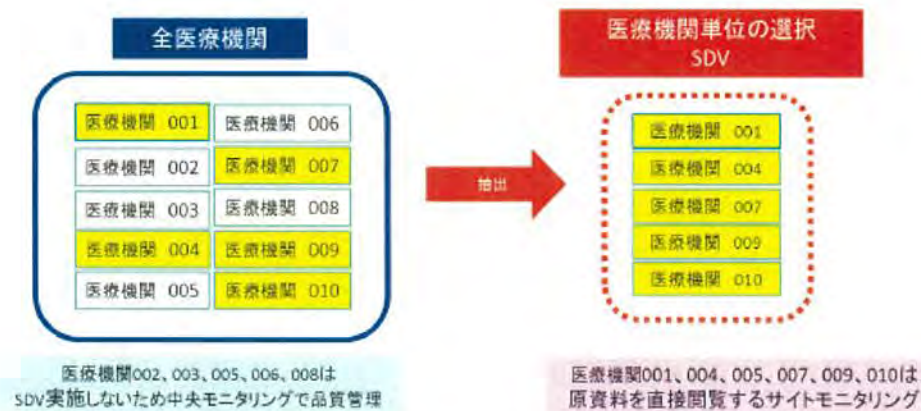 全医療機関
医療機関 001
医療機関 006
医療機関 002
医療機関 007
医療機関 003
医療機関 008
医療機関 004
医療機関 009
医療機関 005
医療機関 010
医療機関002、003、005、006、008は
SDV実施しないため中央モニタリングで品質管理
抽出
医療機関単位の選択
SDV
医療機関 001
医療機関 004
医療機関 007
医療機関 009
医療機関 010
医療機関001、004、005、007、009、010は
原資料を直接閲覧するサイトモニタリング